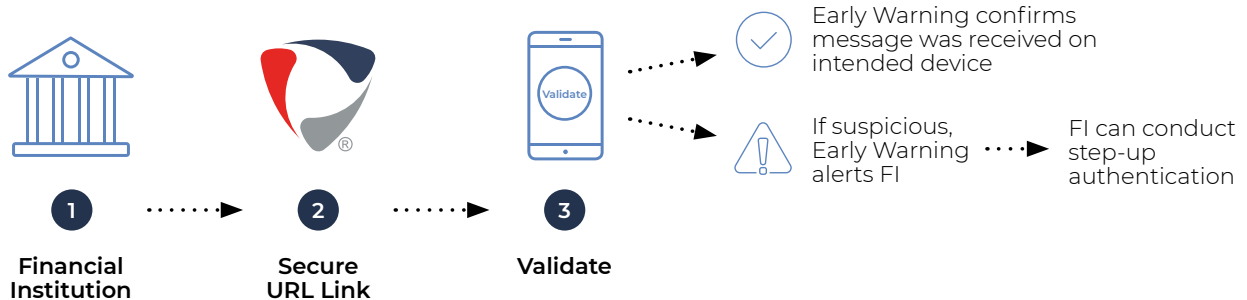 Early Warning confirms
message was received on
intended device
Validate
®
If suspicious,
Early Warning
alerts FI
FI can conduct
step-up
authentication
1
2
3
Financial
Institution
Secure
URL Link
Validate